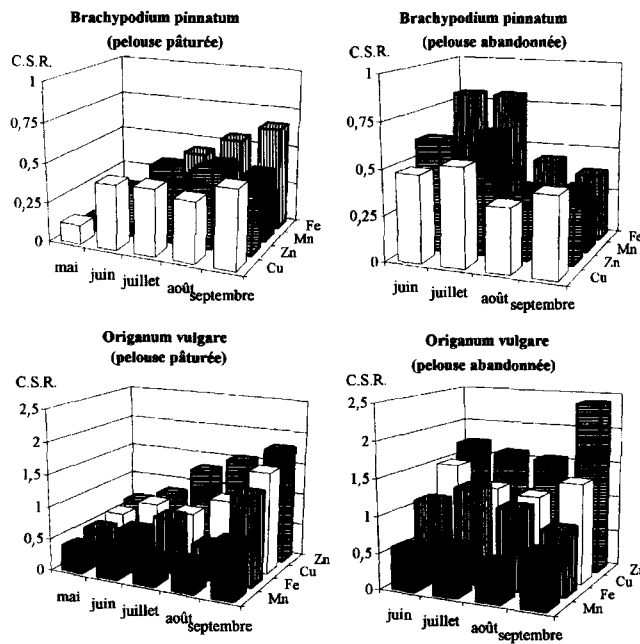 Brachypodium pinnatum
(pelouse pâturée)
C.S.R.
1
0,75
0,5
0,25
0
mai
juin
juillet
août
septembre
Cu
Zn
Mn
Fe
Brachypodium pinnatum
(pelouse abandonnée)
C.S.R.
1
0,75
0,5
0,25
0
juin
juillet
août
septembre
Cu
Zn
Mn
Fe
Origanum vulgare
(pelouse pâturée)
C.S.R.
2,5
2
1,5
1
0,5
0
mai
juin
juillet
août
septembre
Mn
Fe
Cu
Zn
Origanum vulgare
(pelouse abandonnée)
C.S.R.
2,5
2
1,5
1
0,5
0
juin
juillet
août
septembre
Mn
Fe
Cu
Zn